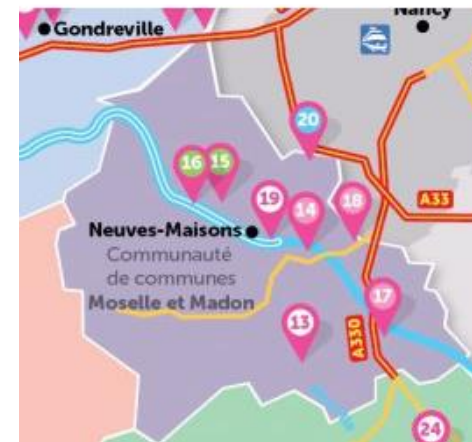 Gondreville
Nancy
20
16
15
A33
19
18
14
Neuves-Maisons
Communauté
de communes
Moselle et Madon
17
13
A330
24